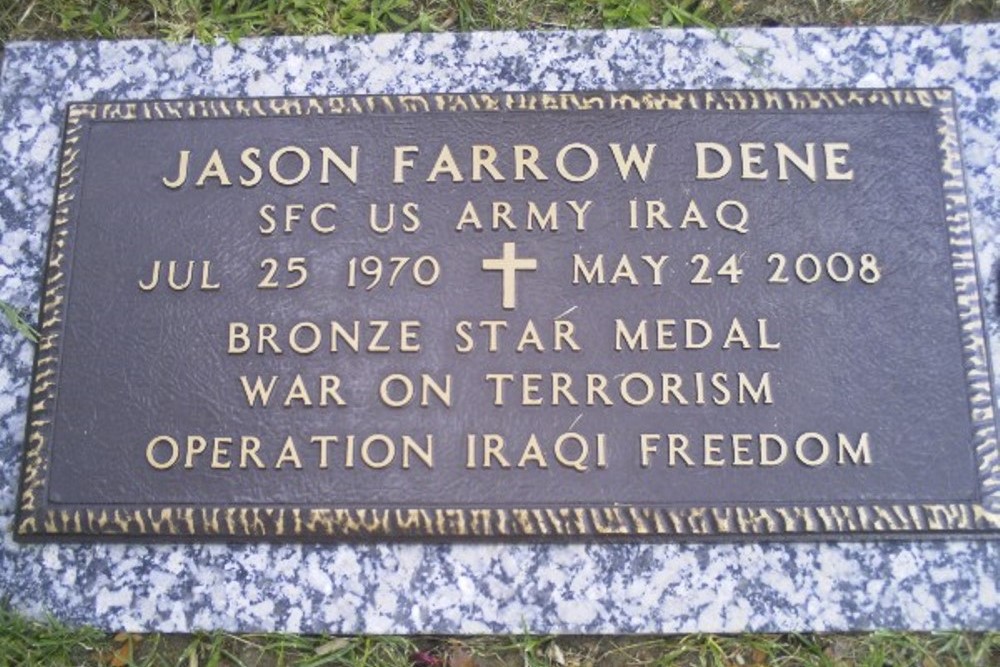 JASON FARROW DENE
SFC US ARMY IRAQ
JUL 25 1970 MAY 24 2008
BRONZE STAR MEDAL
WAR ON TERRORISM
OPERATION IRAQI FREEDOM